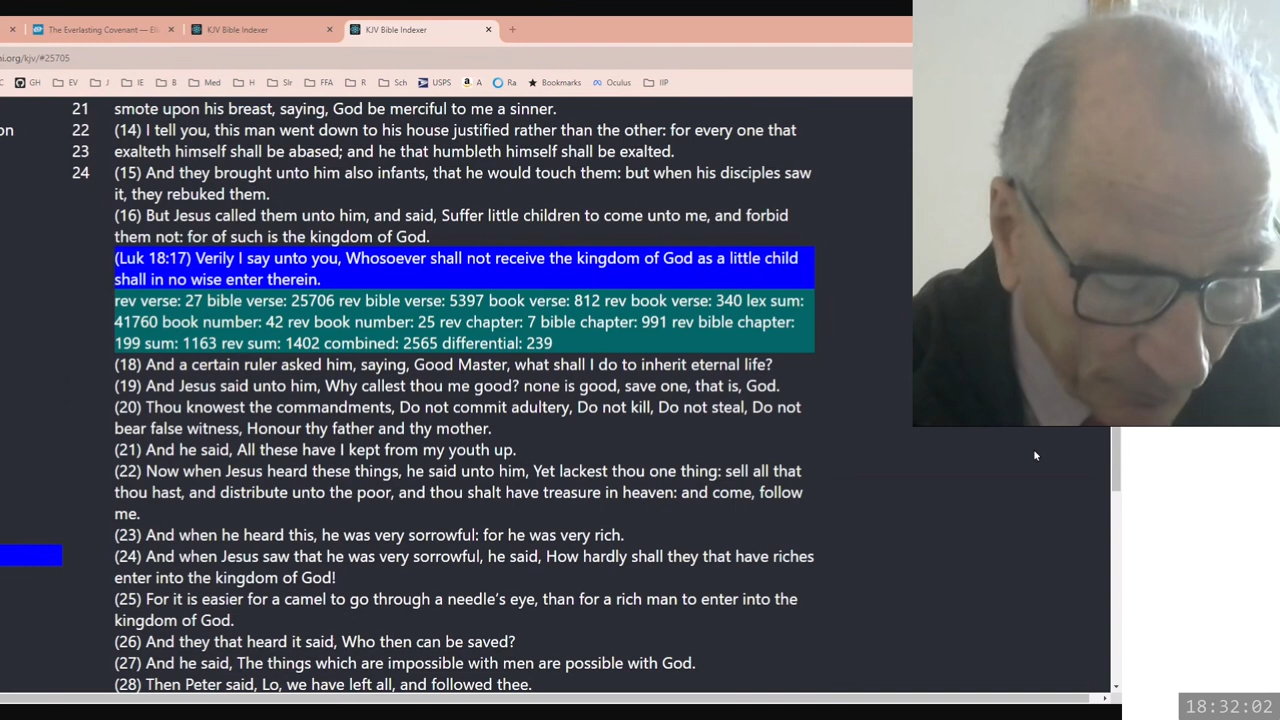 The Everlasting Covenant — Ell
KJV Bible Indexer
KJV Bible Indexer
ni.org/kjv/#25705
GH EV J IE B Med H Slr FFA R Sch USPS A Ra Bookmarks Oculus IIP
21 smote upon his breast, saying, God be merciful to me a sinner.
on 22 (14) I tell you, this man went down to his house justified rather than the other: for every one that
23 exalteth himself shall be abased; and he that humbleth himself shall be exalted.
24 (15) And they brought unto him also infants, that he would touch them: but when his disciples saw
it, they rebuked them.
(16) But Jesus called them unto him, and said, Suffer little children to come unto me, and forbid
them not: for of such is the kingdom of God.
(Luk 18:17) Verily I say unto you, Whosoever shall not receive the kingdom of God as a little child
shall in no wise enter therein.
rev verse: 27 bible verse: 25706 rev bible verse: 5397 book verse: 812 rev book verse: 340 lex sum:
41760 book number: 42 rev book number: 25 rev chapter: 7 bible chapter: 991 rev bible chapter:
199 sum: 1163 rev sum: 1402 combined: 2565 differential: 239
(18) And a certain ruler asked him, saying, Good Master, what shall I do to inherit eternal life?
(19) And Jesus said unto him, Why callest thou me good? none is good, save one, that is, God.
(20) Thou knowest the commandments, Do not commit adultery, Do not kill, Do not steal, Do not
bear false witness, Honour thy father and thy mother.
(21) And he said, All these have I kept from my youth up.
(22) Now when Jesus heard these things, he said unto him, Yet lackest thou one thing: sell all that
thou hast, and distribute unto the poor, and thou shalt have treasure in heaven: and come, follow
me.
(23) And when he heard this, he was very sorrowful: for he was very rich.
(24) And when Jesus saw that he was very sorrowful, he said, How hardly shall they that have riches
enter into the kingdom of God!
(25) For it is easier for a camel to go through a needle’s eye, than for a rich man to enter into the
kingdom of God.
(26) And they that heard it said, Who then can be saved?
(27) And he said, The things which are impossible with men are possible with God.
(28) Then Peter said, Lo, we have left all, and followed thee.
18:32:02